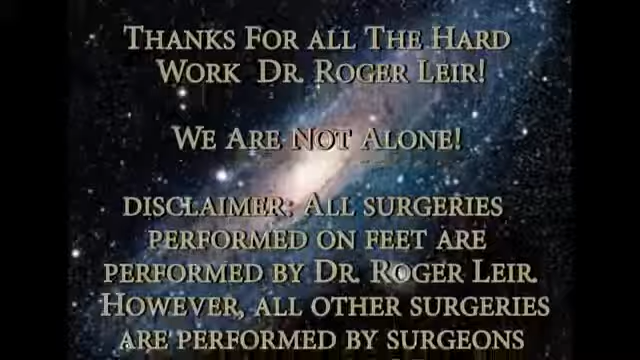 THANKS FOR ALL THE HARD
WORK DR. ROGER LEIR!
WE ARE NOT ALONE!
DISCLAIMER: ALL SURGERIES
PERFORMED ON FEET ARE
PERFORMED BY DR. ROGER LEIR.
HOWEVER, ALL OTHER SURGERIES
ARE PERFORMED BY SURGEONS